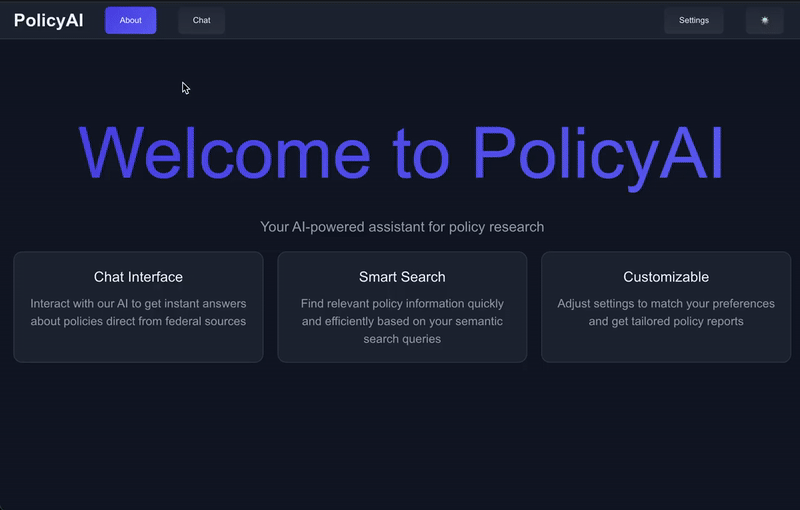 PolicyAI
About
Chat
Settings
Welcome to PolicyAI
Your AI-powered assistant for policy research
Chat Interface
Interact with our AI to get instant answers
about policies direct from federal sources
Smart Search
Find relevant policy information quickly
and efficiently based on your semantic
search queries
Customizable
Adjust settings to match your preferences
and get tailored policy reports